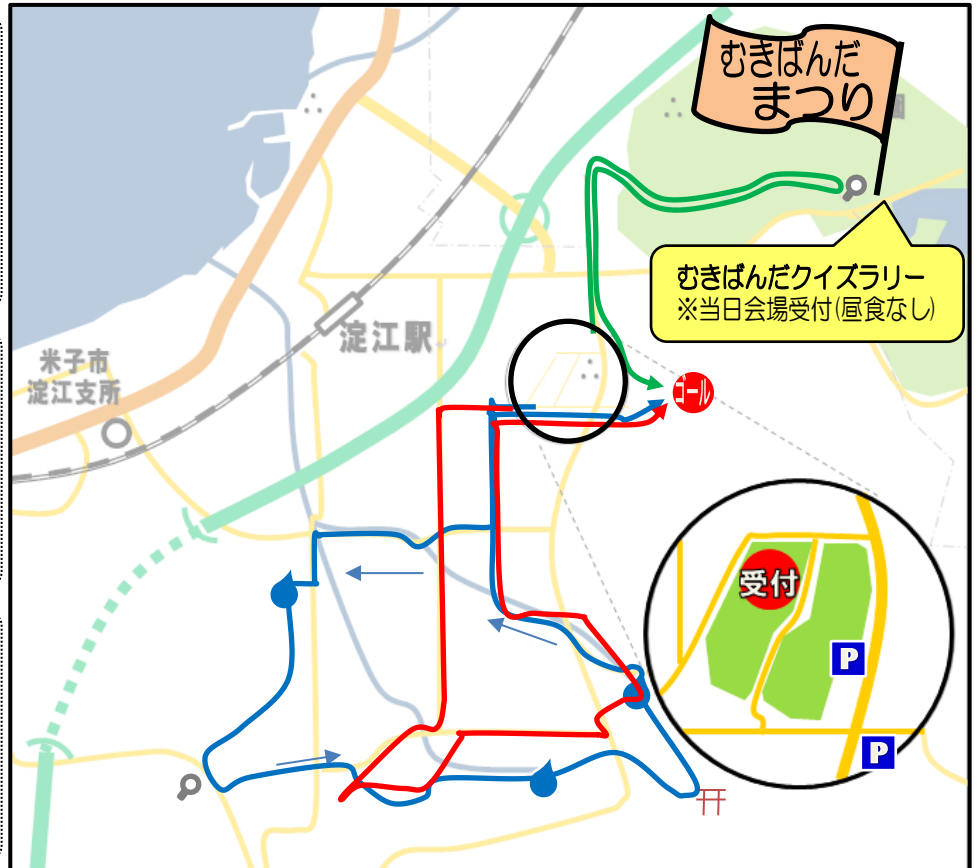 むきばんだ
まつり
園
むきばんだクイズラリー
※当日会場受付(昼食なし)
淀江駅
米子市
淀江支所
ゴール
受付
P
P